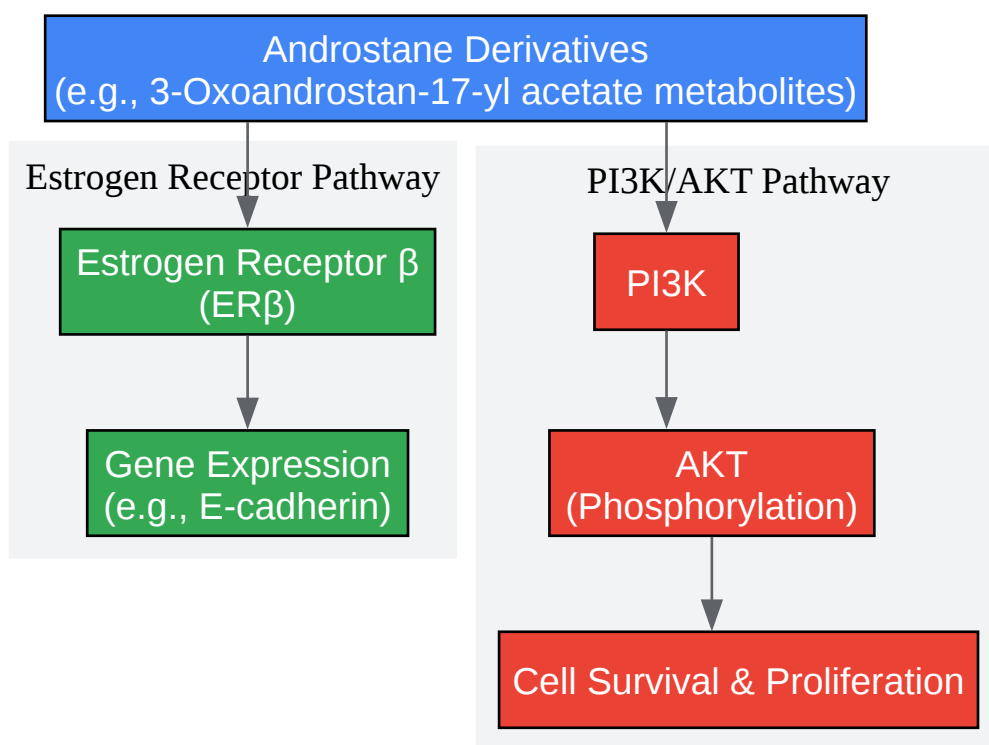 Androstane Derivatives
(e.g., 3-Oxoandrostan-17-yl acetate metabolites)
Estrogen Receptor Pathway
Estrogen Receptor β
(ERβ)
Gene Expression
(e.g., E-cadherin)
PI3K/AKT Pathway
PI3K
AKT
(Phosphorylation)
Cell Survival & Proliferation